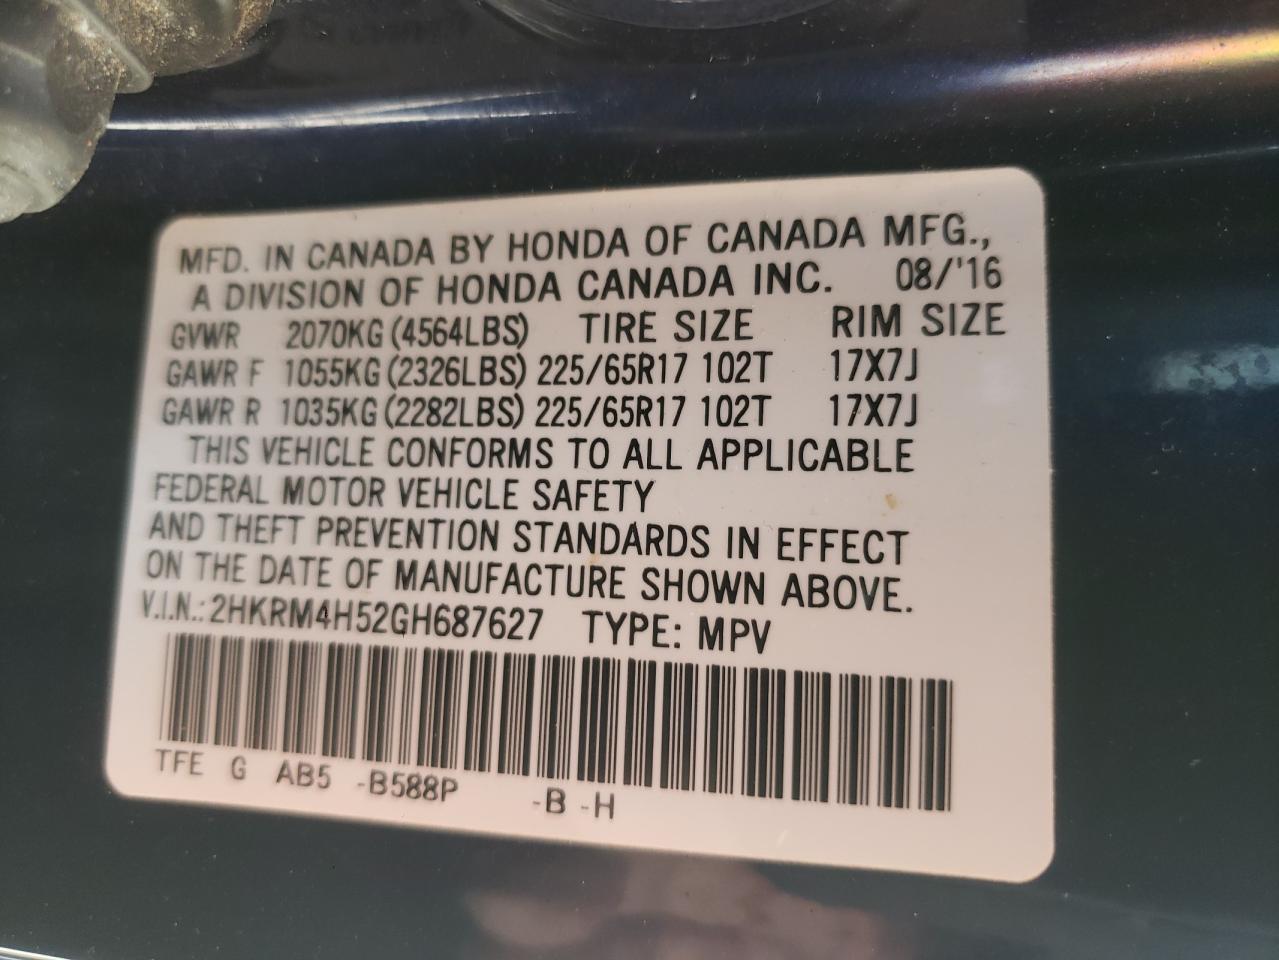 MFD. IN CANADA BY HONDA OF CANADA MFG.,
A DIVISION OF HONDA CANADA INC. 08/'16
GVWR 2070KG (4564LBS) TIRE SIZE RIM SIZE
GAWR F 1055KG (2326LBS) 225/65R17 102T 17X7J
GAWR R 1035KG (2282LBS) 225/65R17 102T 17X7J
THIS VEHICLE CONFORMS TO ALL APPLICABLE
FEDERAL MOTOR VEHICLE SAFETY
AND THEFT PREVENTION STANDARDS IN EFFECT
ON THE DATE OF MANUFACTURE SHOWN ABOVE.
V.I.N.: 2HKRM4H52GH687627 TYPE: MPV
TFE G AB5 -B588P -B -H